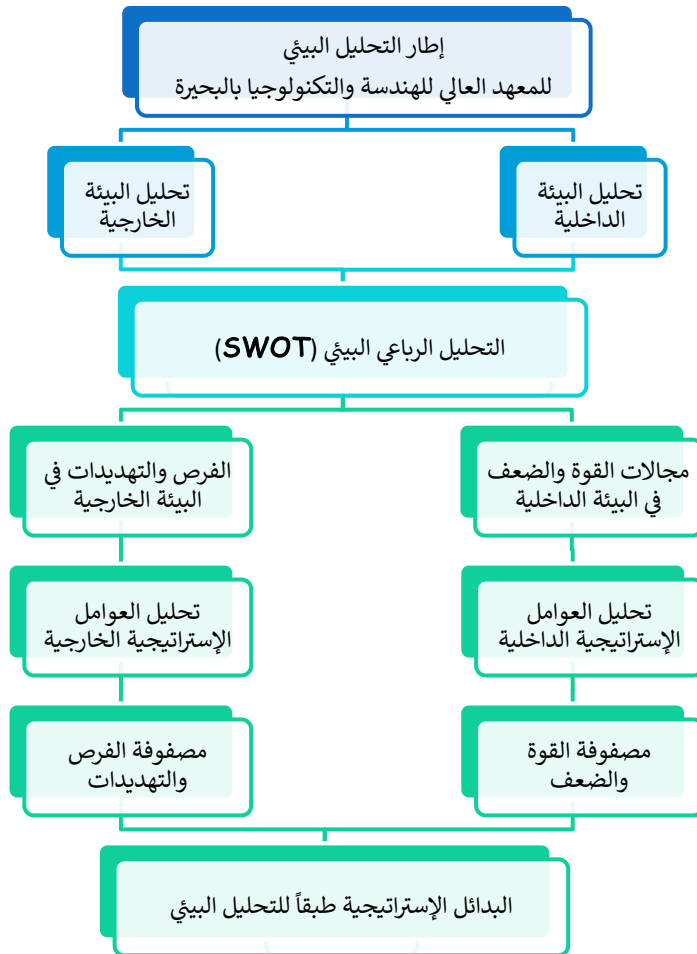 إطار التحليل البيئي
للمعهد العالي للهندسة والتكنولوجيا بالبحيرة
تحليل البيئة
الداخلية
تحليل البيئة
الخارجية
التحليل الرباعي البيئي (SWOT)
مجالات القوة والضعف
في البيئة الداخلية
الفرص والتهديدات في
البيئة الخارجية
تحليل العوامل
الإستراتيجية الداخلية
تحليل العوامل
الإستراتيجية الخارجية
مصفوفة القوة
والضعف
مصفوفة الفرص
والتهديدات
البدائل الإستراتيجية طبقاً للتحليل البيئي